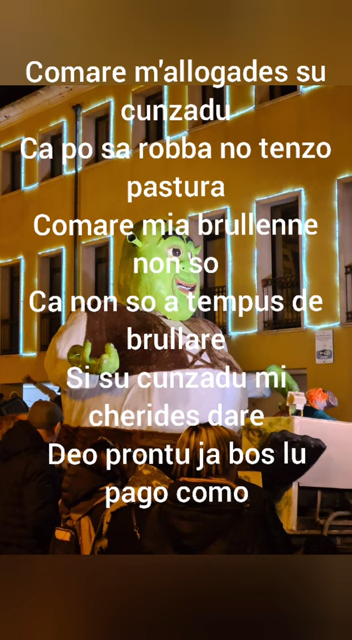 Comare m'allogades su
cunzadu
Ca po sa robba no tenzo
pastura
Comare mia brullenne
non so
Ca non so a tempus de
brullare
Si su cunzadu mi
cherides dare
Deo prontu ja bos lu
pago como